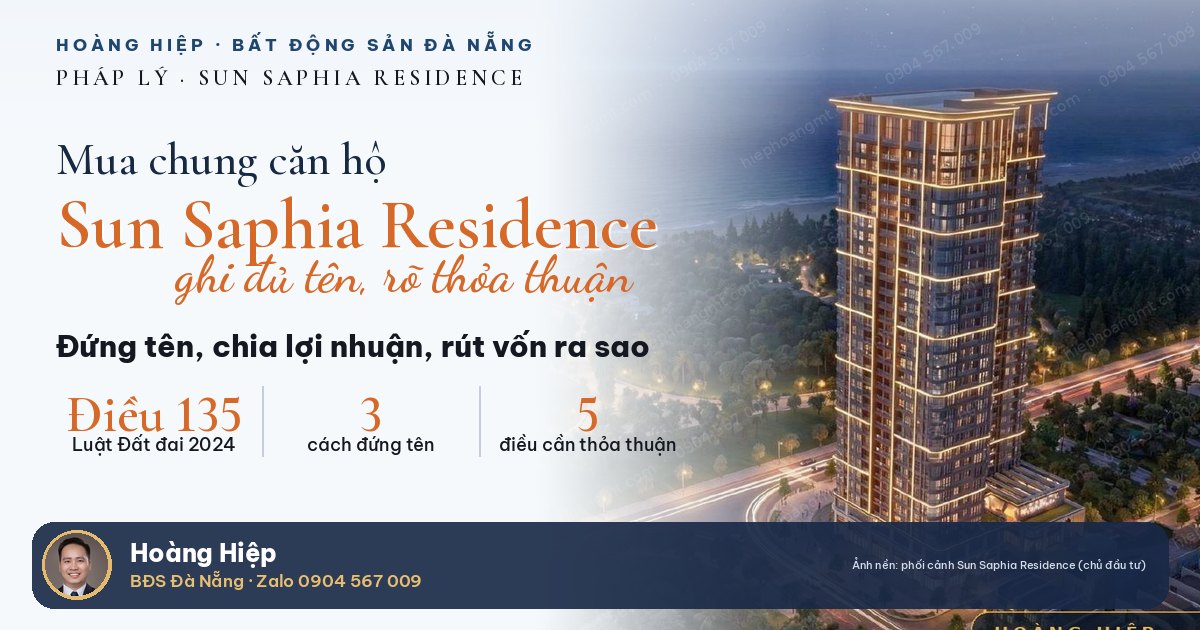 HOÀNG HIỆP · BẤT ĐỘNG SẢN ĐÀ NẴNG
PHÁP LÝ · SUN SAPHIA RESIDENCE
Mua chung căn hộ
Sun Saphia Residence
ghi đủ tên, rõ thỏa thuận
Đứng tên, chia lợi nhuận, rút vốn ra sao
Điều 135
Luật Đất đai 2024
3
cách đứng tên
5
điều cần thỏa thuận
Hoàng Hiệp
BĐS Đà Nẵng · Zalo 0904 567 009
Ảnh nền: phối cảnh Sun Saphia Residence (chủ đầu tư)
HOÀNG HIỆP